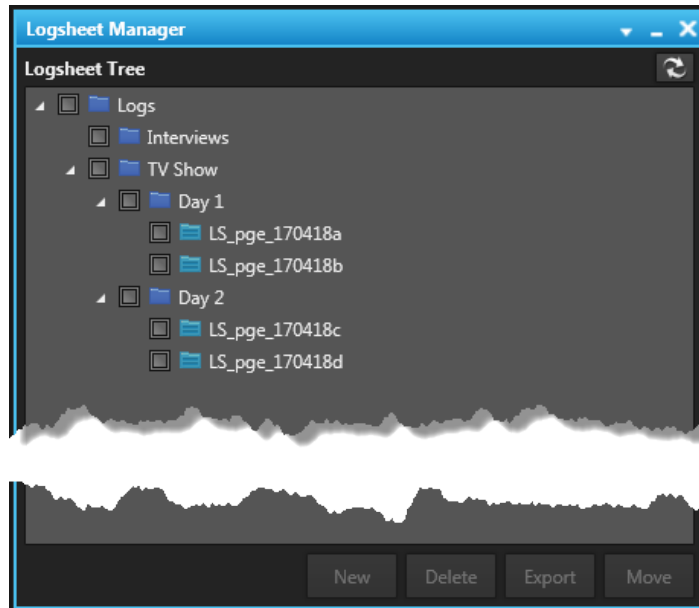 Logsheet Manager
Logsheet Tree
Logs
Interviews
TV Show
Day 1
LS_pge_170418a
LS_pge_170418b
Day 2
LS_pge_170418c
LS_pge_170418d
New Delete Export Move